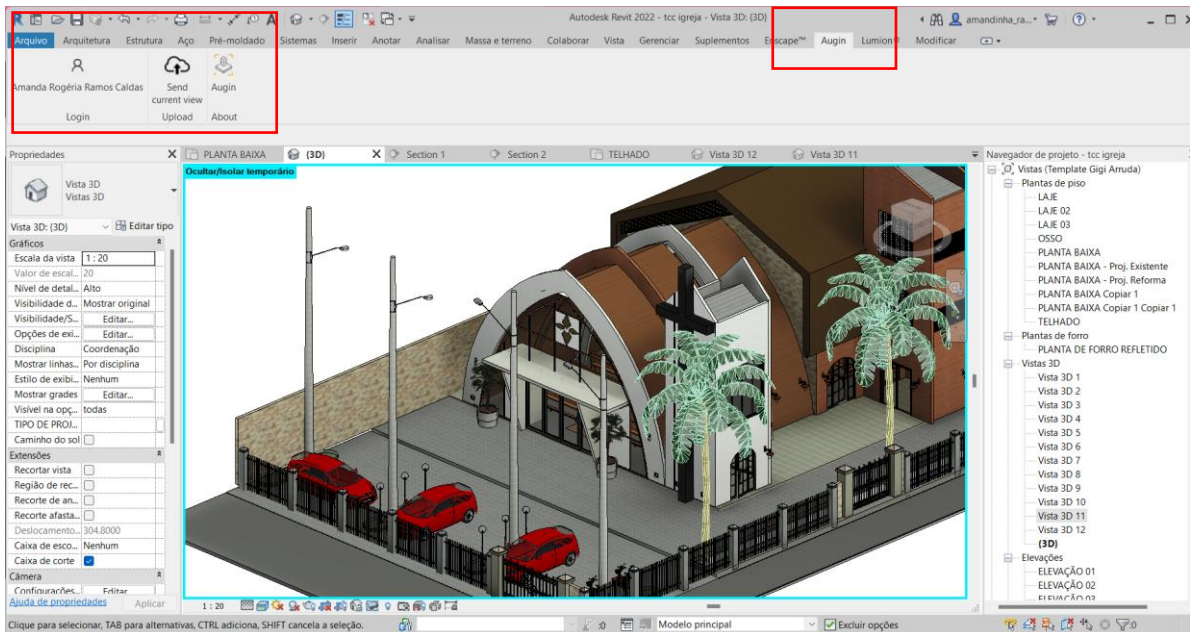 Autodesk Revit 2022 - tcc igreja - Vista 3D: {3D}
amandinha_ra...
Arquivo Arquitetura Estrutura Aço Pré-moldado Sistemas Inserir Anotar Analisar Massa e terreno Colaborar Vista Gerenciar Suplementos Enscape™ Augin Lumion® Modificar
Amanda Rogéria Ramos Caldas
Send
current view
Augin
Login Upload About
Propriedades
PLANTA BAIXA {3D} Section 1 Section 2 TELHADO Vista 3D 12 Vista 3D 11
Navegador de projeto - tcc igreja
Ocultar/Isolar temporário
Vista 3D
Vistas 3D
Vista 3D: {3D} Editar tipo
Gráficos
Escala da vista 1 : 20
Valor de escal... 20
Nível de detal... Alto
Visibilidade d... Mostrar original
Visibilidade/S... Editar...
Opções de exi... Editar...
Disciplina Coordenação
Mostrar linhas... Por disciplina
Estilo de exibi... Nenhum
Mostrar grades Editar...
Visível na opç... todas
TIPO DE PROJ...
Caminho do sol
Extensões
Recortar vista
Região de rec...
Recorte de an...
Recorte afasta...
Deslocamento... 304.8000
Caixa de esco... Nenhum
Caixa de corte
Câmera
Configurações... Editar...
Ajuda de propriedades Aplicar
Vistas (Template Gigi Arruda)
Plantas de piso
LAJE
LAJE 02
LAJE 03
OSSO
PLANTA BAIXA
PLANTA BAIXA - Proj. Existente
PLANTA BAIXA - Proj. Reforma
PLANTA BAIXA Copiar 1
PLANTA BAIXA Copiar 1 Copiar 1
TELHADO
Plantas de forro
PLANTA DE FORRO REFLETIDO
Vistas 3D
Vista 3D 1
Vista 3D 2
Vista 3D 3
Vista 3D 4
Vista 3D 5
Vista 3D 6
Vista 3D 7
Vista 3D 8
Vista 3D 9
Vista 3D 10
Vista 3D 11
Vista 3D 12
{3D}
Elevações
ELEVAÇÃO 01
ELEVAÇÃO 02
ELEVAÇÃO 03
1 : 20
Clique para selecionar, TAB para alternativas, CTRL adiciona, SHIFT cancela a seleção.
:0
Modelo principal
Excluir opções
:0